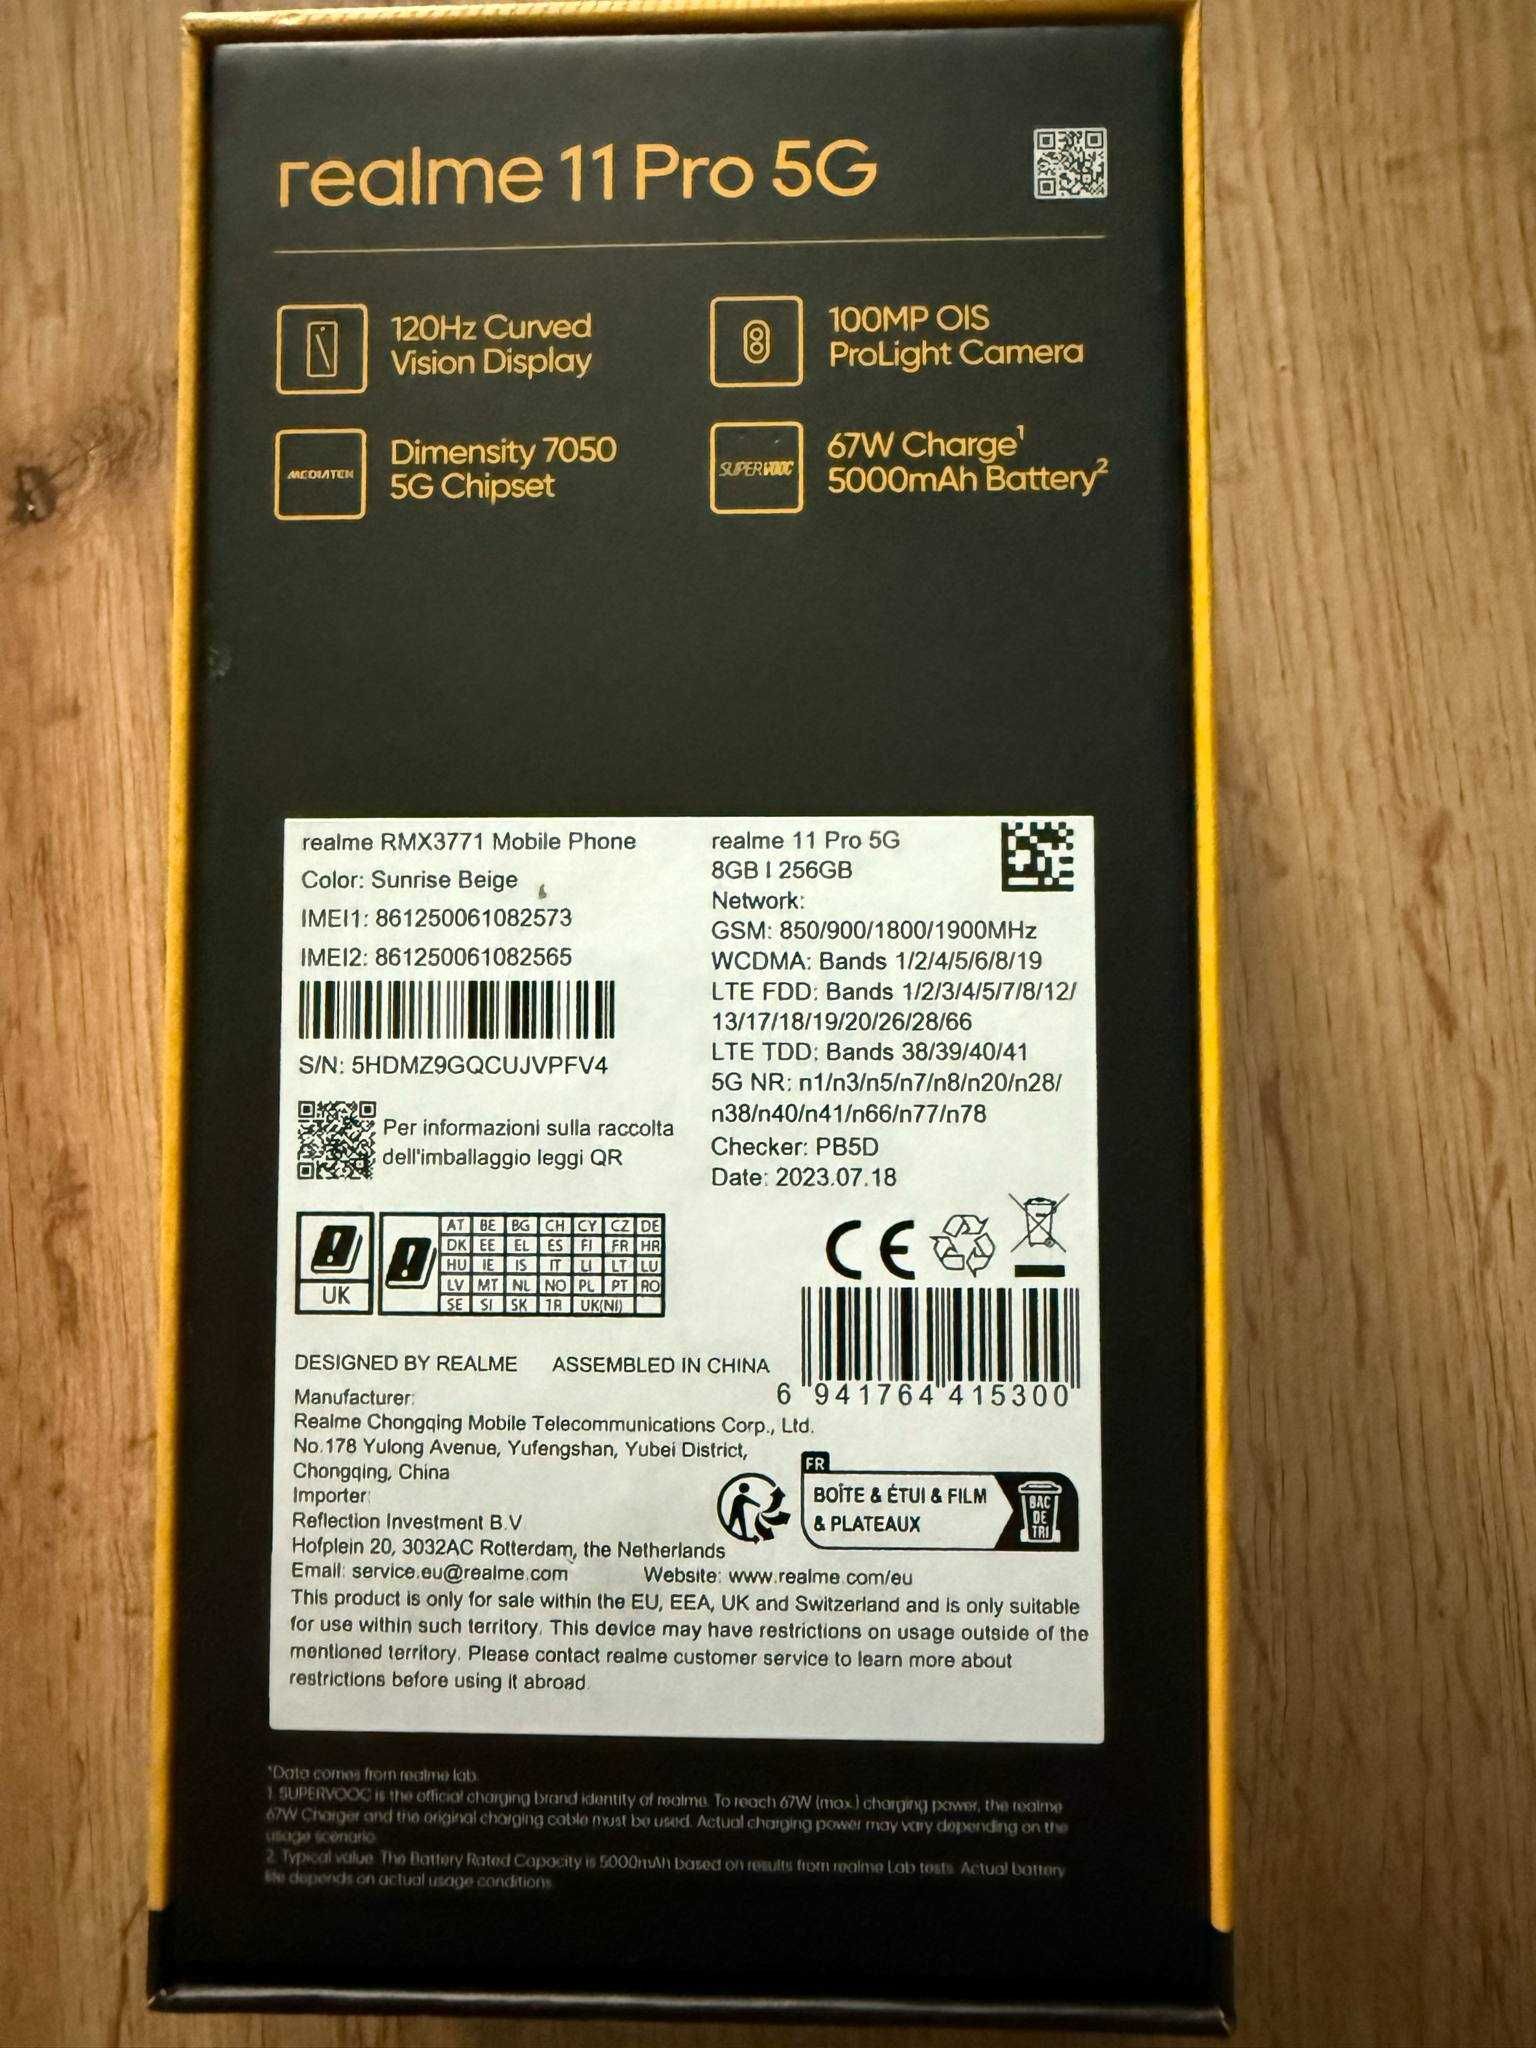 realme 11 Pro 5G
120Hz Curved
Vision Display
100MP OIS
ProLight Camera
MEDIATEK
Dimensity 7050
5G Chipset
SUPERVOOC
67W Charge¹
5000mAh Battery²
realme RMX3771 Mobile Phone
Color: Sunrise Beige
IMEI1: 861250061082573
IMEI2: 861250061082565
S/N: 5HDMZ9GQCUJVPFV4
Per informazioni sulla raccolta
dell'imballaggio leggi QR
realme 11 Pro 5G
8GB | 256GB
Network:
GSM: 850/900/1800/1900MHz
WCDMA: Bands 1/2/4/5/6/8/19
LTE FDD: Bands 1/2/3/4/5/7/8/12/
13/17/18/19/20/26/28/66
LTE TDD: Bands 38/39/40/41
5G NR: n1/n3/n5/n7/n8/n20/n28/
n38/n40/n41/n66/n77/n78
Checker: PB5D
Date: 2023.07.18
UK
AT BE BG CH CY CZ DE
DK EE EL ES FI FR HR
HU IE IS IT LI LT LU
LV MT NL NO PL PT RO
SE SI SK TR UK(NI)
CE
6 941764 415300
DESIGNED BY REALME ASSEMBLED IN CHINA
Manufacturer:
Realme Chongqing Mobile Telecommunications Corp., Ltd.
No.178 Yulong Avenue, Yufengshan, Yubei District,
Chongqing, China
Importer:
Reflection Investment B.V
Hofplein 20, 3032AC Rotterdam, the Netherlands
Email: service.eu@realme.com Website: www.realme.com/eu
FR
BOÎTE & ÉTUI & FILM
& PLATEAUX
BAC
DE
TRI
This product is only for sale within the EU, EEA, UK and Switzerland and is only suitable
for use within such territory. This device may have restrictions on usage outside of the
mentioned territory. Please contact realme customer service to learn more about
restrictions before using it abroad.
*Data comes from realme lab.
1. SUPERVOOC is the official charging brand identity of realme. To reach 67W (max.) charging power, the realme
67W Charger and the original charging cable must be used. Actual charging power may vary depending on the
usage scenario.
2. Typical value. The Battery Rated Capacity is 5000mAh based on results from realme Lab tests. Actual battery
life depends on actual usage conditions.